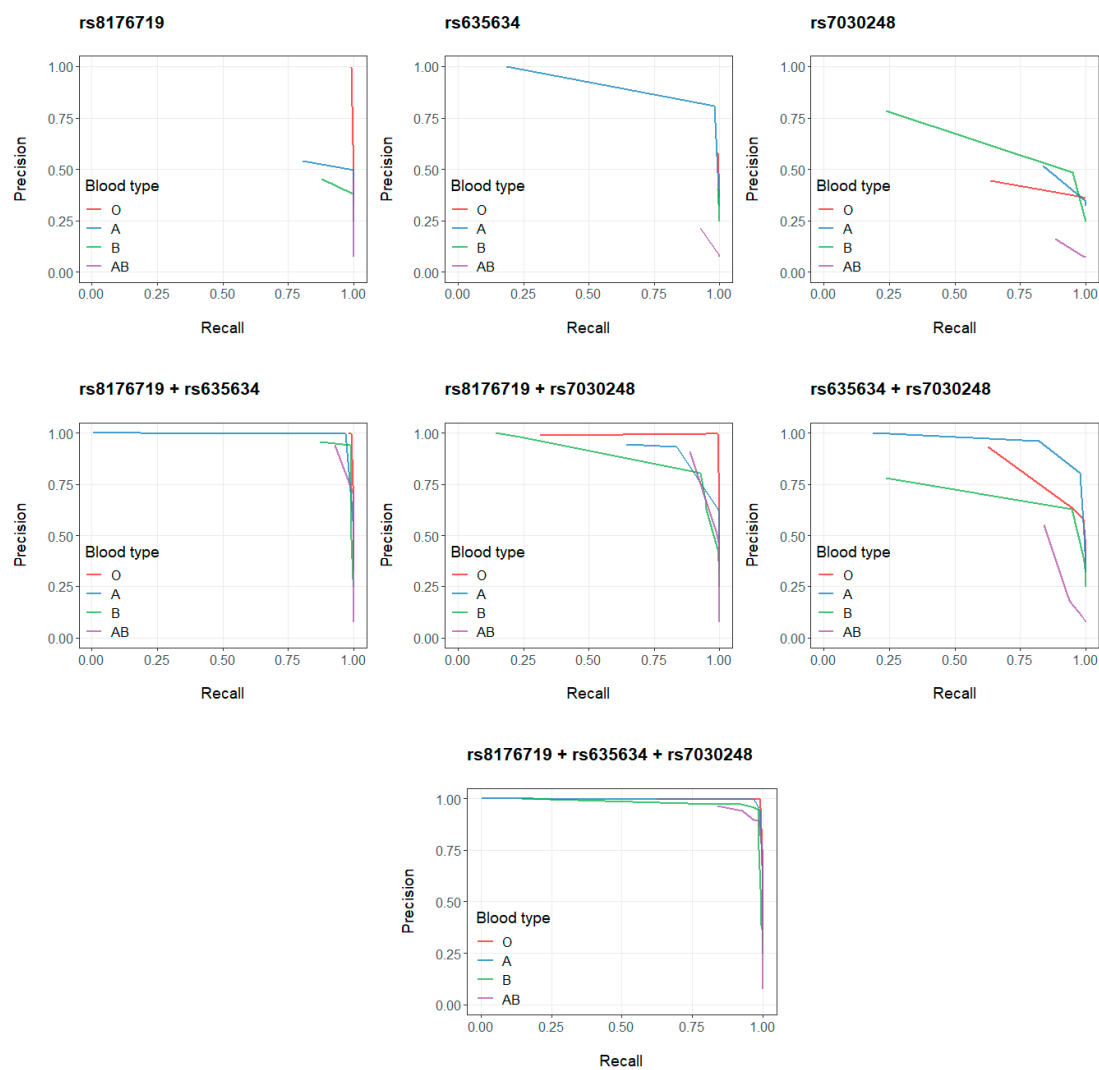 rs8176719
1.00
0.75
0.50
0.25
0.00
Precision
Blood type
O
A
B
AB
0.00 0.25 0.50 0.75 1.00
Recall
rs635634
1.00
0.75
0.50
0.25
0.00
Precision
Blood type
O
A
B
AB
0.00 0.25 0.50 0.75 1.00
Recall
rs7030248
1.00
0.75
0.50
0.25
0.00
Precision
Blood type
O
A
B
AB
0.00 0.25 0.50 0.75 1.00
Recall
rs8176719 + rs635634
1.00
0.75
0.50
0.25
0.00
Precision
Blood type
O
A
B
AB
0.00 0.25 0.50 0.75 1.00
Recall
rs8176719 + rs7030248
1.00
0.75
0.50
0.25
0.00
Precision
Blood type
O
A
B
AB
0.00 0.25 0.50 0.75 1.00
Recall
rs635634 + rs7030248
1.00
0.75
0.50
0.25
0.00
Precision
Blood type
O
A
B
AB
0.00 0.25 0.50 0.75 1.00
Recall
rs8176719 + rs635634 + rs7030248
1.00
0.75
0.50
0.25
0.00
Precision
Blood type
O
A
B
AB
0.00 0.25 0.50 0.75 1.00
Recall